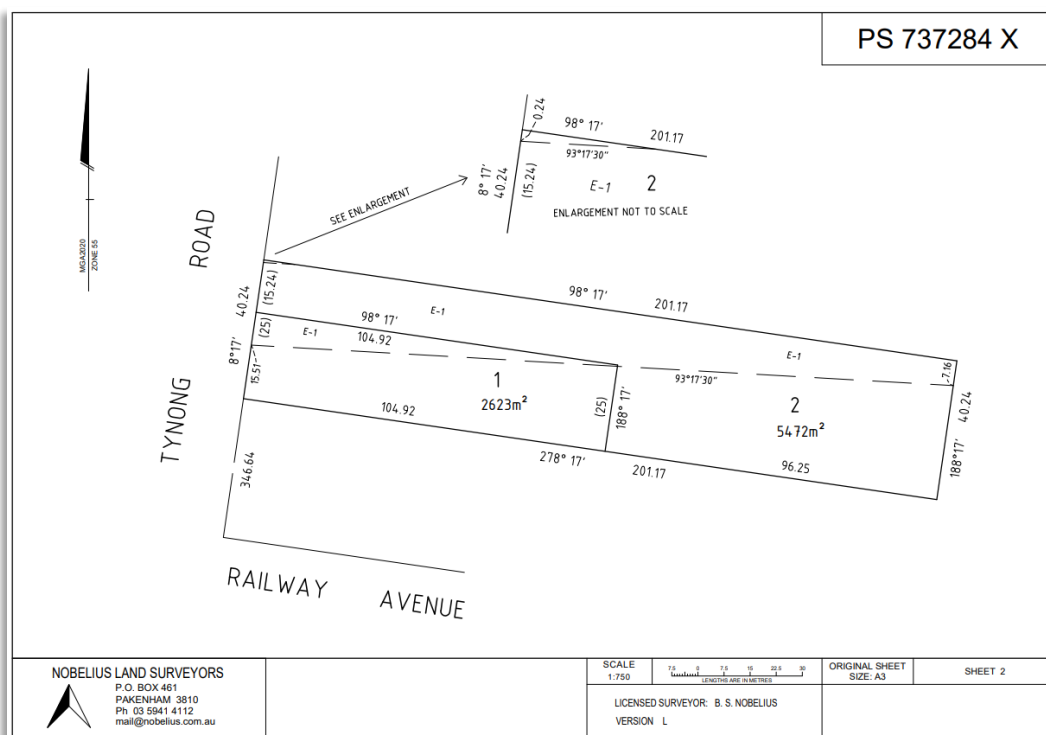 PS 737284 X
MGA2020
ZONE 55
0.24
98° 17'
201.17
93°17'30"
8° 17'
40.24
(15.24)
E-1
2
ENLARGEMENT NOT TO SCALE
SEE ENLARGEMENT
TYNONG ROAD
40.24
(15.24)
98° 17'
201.17
E-1
8°17'
(25)
98° 17'
104.92
E-1
E-1
15.51
93°17'30"
7.16
1
2623m²
(25)
188° 17'
2
5472m²
188°17'
40.24
104.92
278° 17'
201.17
96.25
346.64
RAILWAY AVENUE
NOBELIUS LAND SURVEYORS
P.O. BOX 461
PAKENHAM 3810
Ph 03 5941 4112
mail@nobelius.com.au
SCALE
1:750
7.5 0 7.5 15 22.5 30
LENGTHS ARE IN METRES
ORIGINAL SHEET
SIZE: A3
SHEET 2
LICENSED SURVEYOR: B. S. NOBELIUS
VERSION L